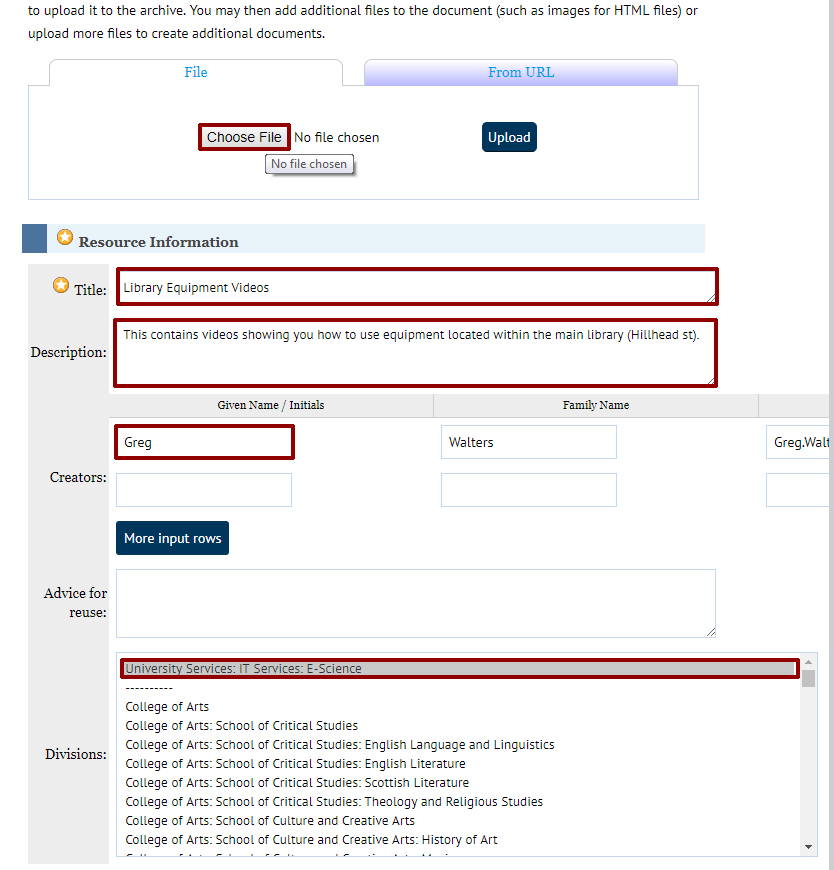 to upload it to the archive. You may then add additional files to the document (such as images for HTML files) or
upload more files to create additional documents.
File
From URL
Choose File No file chosen
Upload
No file chosen
Resource Information
Title:
Library Equipment Videos
Description:
This contains videos showing you how to use equipment located within the main library (Hillhead st).
Given Name / Initials
Family Name
Creators:
Greg
Walters
Greg.Walt
More input rows
Advice for
reuse:
Divisions:
University Services: IT Services: E-Science
----------
College of Arts
College of Arts: School of Critical Studies
College of Arts: School of Critical Studies: English Language and Linguistics
College of Arts: School of Critical Studies: English Literature
College of Arts: School of Critical Studies: Scottish Literature
College of Arts: School of Critical Studies: Theology and Religious Studies
College of Arts: School of Culture and Creative Arts
College of Arts: School of Culture and Creative Arts: History of Art